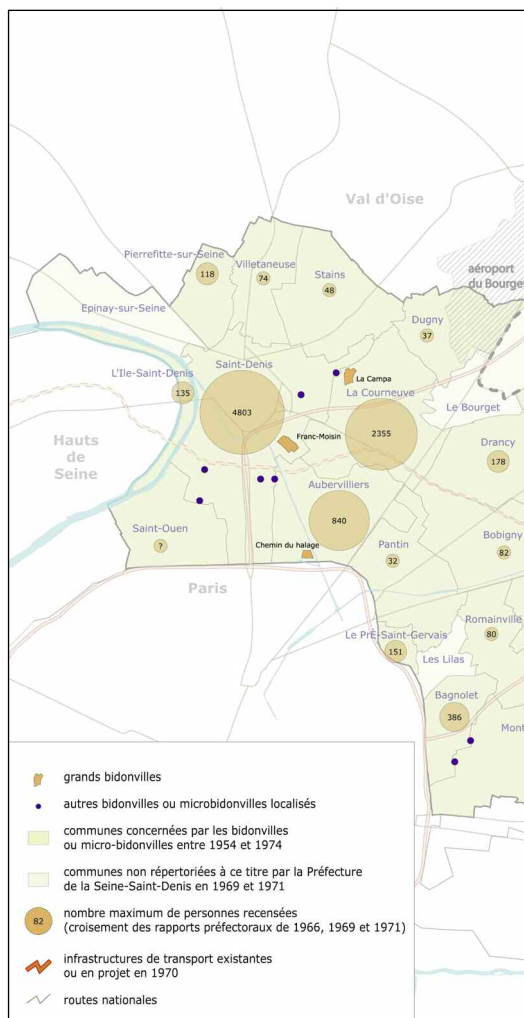 Val d'Oise
Pierrefitte-sur-Seine
118
Villetaneuse
74
Stains
48
aéroport
du Bourget
Epinay-sur-Seine
Dugny
37
L'Ile-Saint-Denis
135
Saint-Denis
4803
La Campa
La Courneuve
2355
Le Bourget
Franc-Moisin
Hauts
de
Seine
Drancy
178
Aubervilliers
840
Saint-Ouen
?
Chemin du halage
Pantin
32
Bobigny
82
Paris
Romainville
80
Le PrÉ-Saint-Gervais
151
Les Lilas
Bagnolet
386
Mont
grands bidonvilles
autres bidonvilles ou microbidonvilles localisés
communes concernées par les bidonvilles
ou micro-bidonvilles entre 1954 et 1974
communes non répertoriées à ce titre par la Préfecture
de la Seine-Saint-Denis en 1969 et 1971
82
nombre maximum de personnes recensées
(croisement des rapports préfectoraux de 1966, 1969 et 1971)
infrastructures de transport existantes
ou en projet en 1970
routes nationales